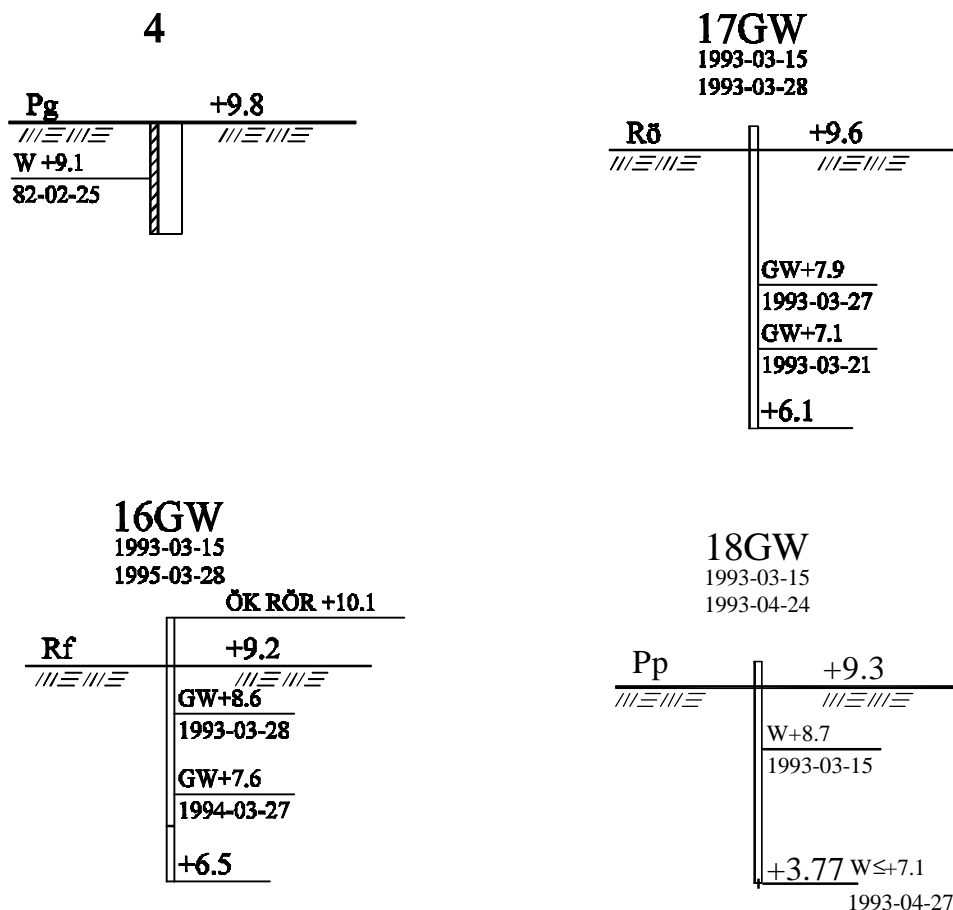 4
Pg +9.8
W +9.1
82-02-25
17GW
1993-03-15
1993-03-28
Rö +9.6
GW+7.9
1993-03-27
GW+7.1
1993-03-21
+6.1
16GW
1993-03-15
1995-03-28
ÖK RÖR +10.1
Rf +9.2
GW+8.6
1993-03-28
GW+7.6
1994-03-27
+6.5
18GW
1993-03-15
1993-04-24
Pp +9.3
W+8.7
1993-03-15
+3.77 W≤+7.1
1993-04-27